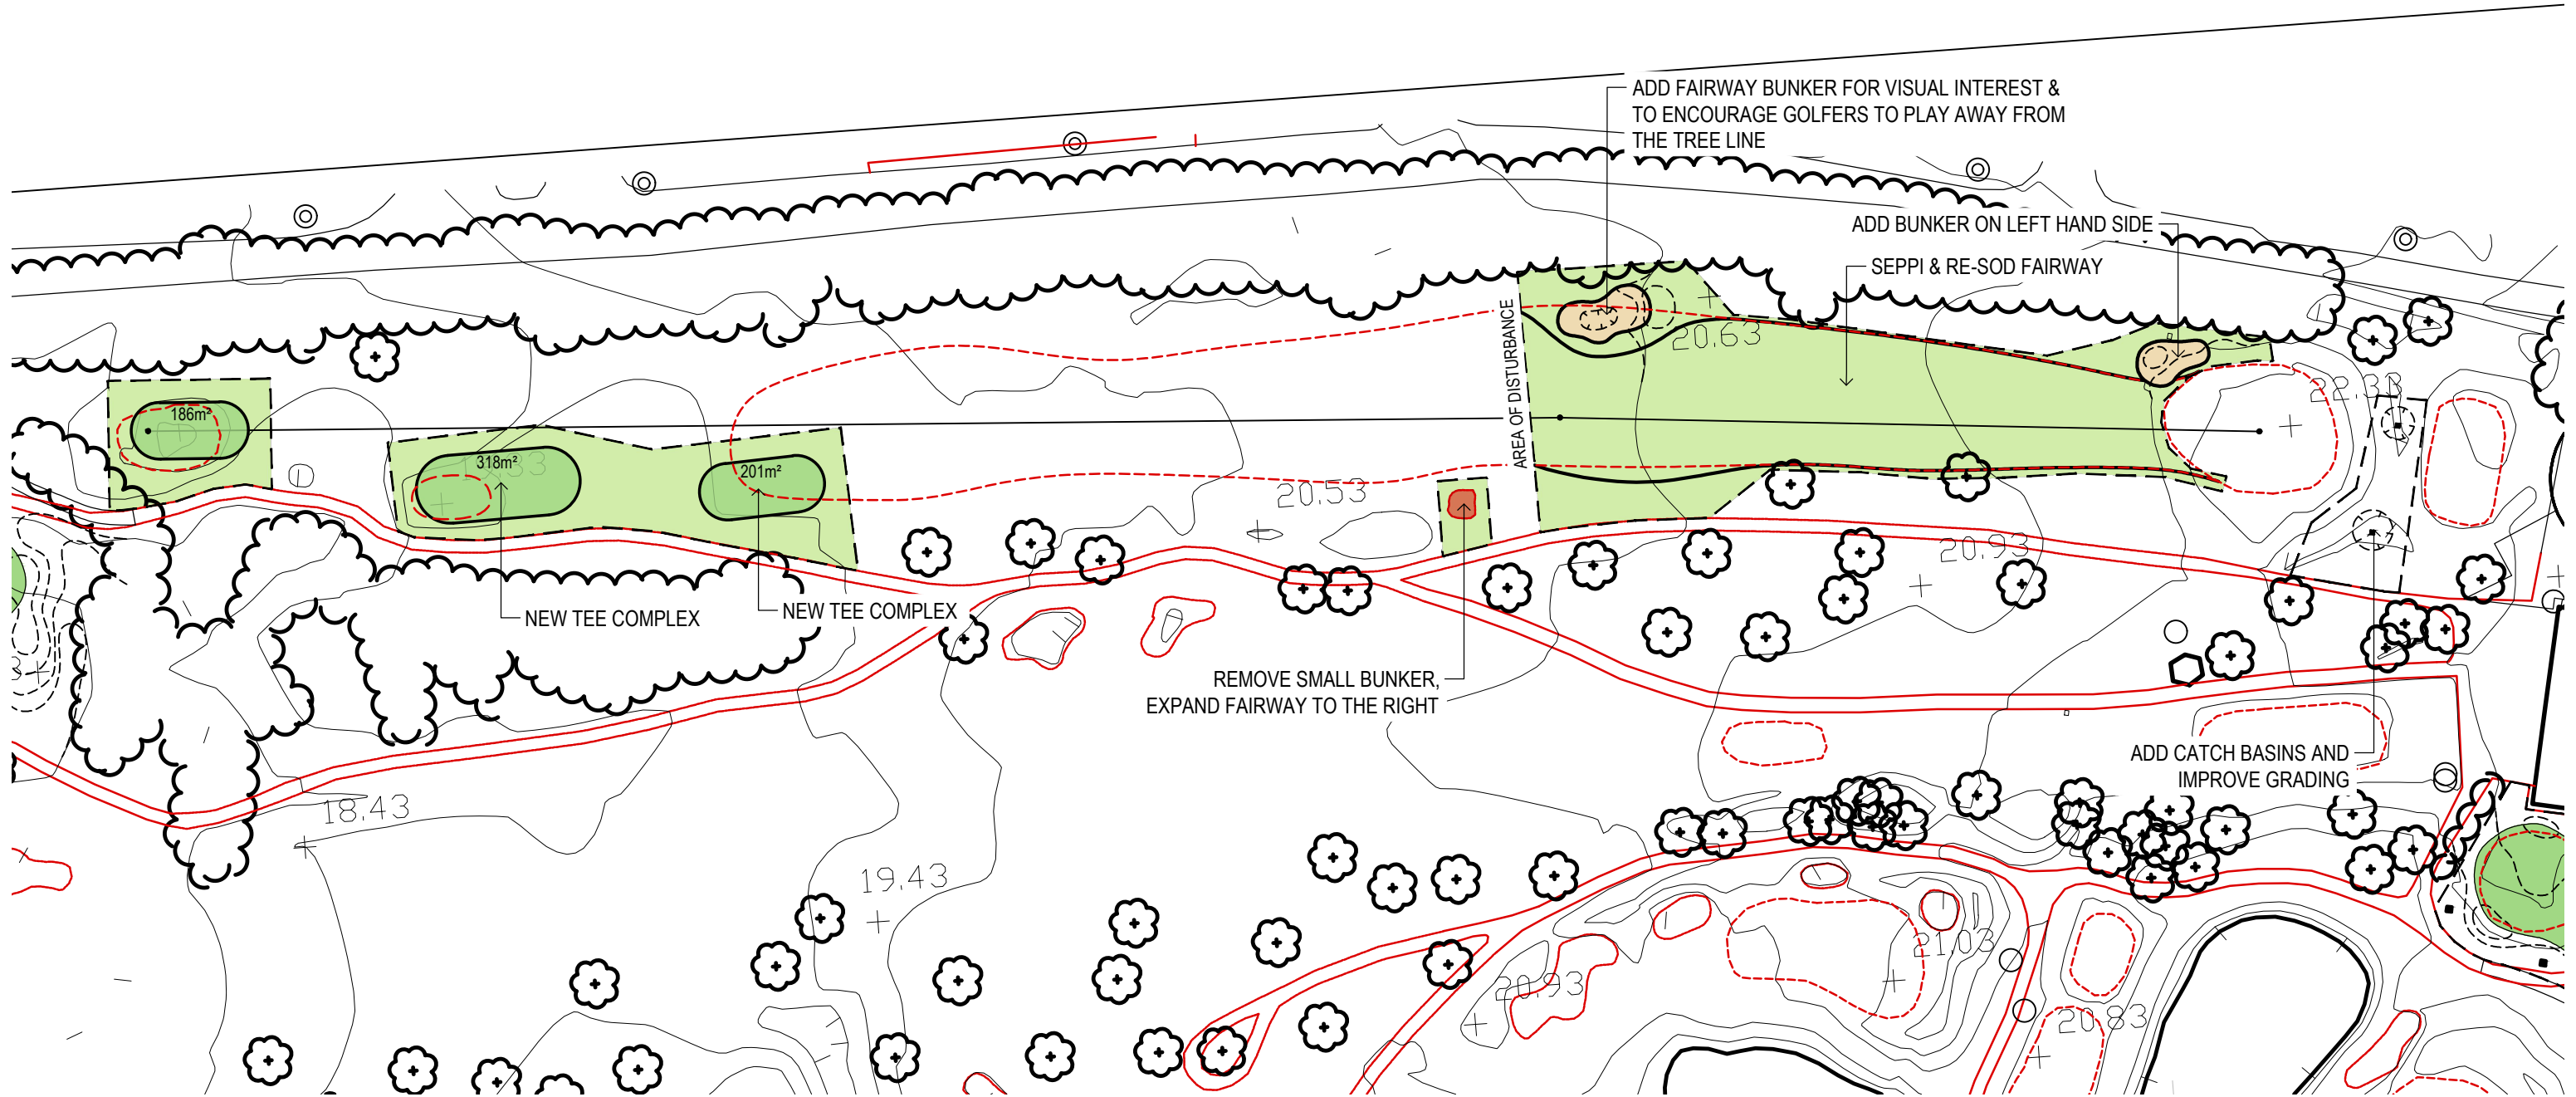 ADD FAIRWAY BUNKER FOR VISUAL INTEREST &
TO ENCOURAGE GOLFERS TO PLAY AWAY FROM
THE TREE LINE
ADD BUNKER ON LEFT HAND SIDE
SEPPI & RE-SOD FAIRWAY
AREA OF DISTURBANCE
20.63
22.33
186m²
318m²
201m²
20.53
20.93
NEW TEE COMPLEX
NEW TEE COMPLEX
REMOVE SMALL BUNKER,
EXPAND FAIRWAY TO THE RIGHT
ADD CATCH BASINS AND
IMPROVE GRADING
18.43
19.43
21.03
20.93
20.83